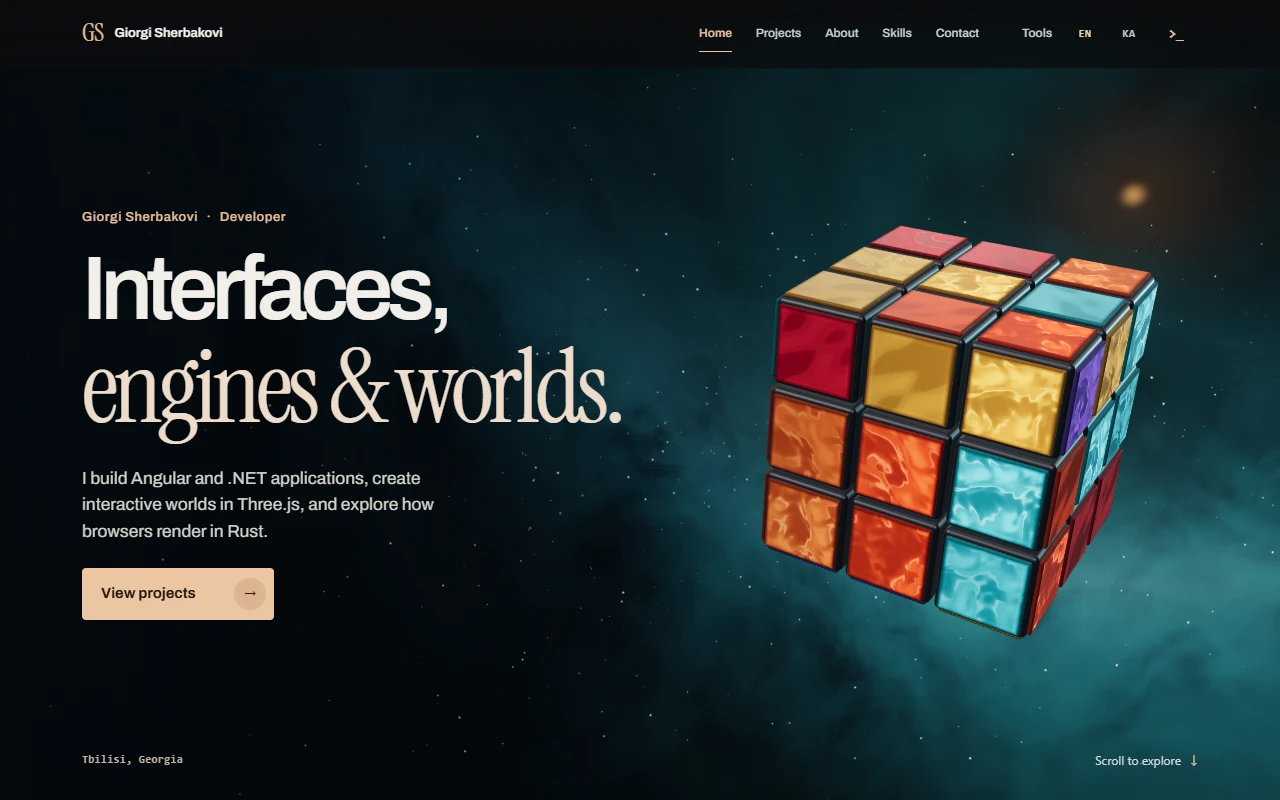 GS Giorgi Sherbakovi
Home Projects About Skills Contact Tools EN KA >_
Giorgi Sherbakovi · Developer
Interfaces,
engines & worlds.
I build Angular and .NET applications, create
interactive worlds in Three.js, and explore how
browsers render in Rust.
View projects →
Tbilisi, Georgia
Scroll to explore ↓